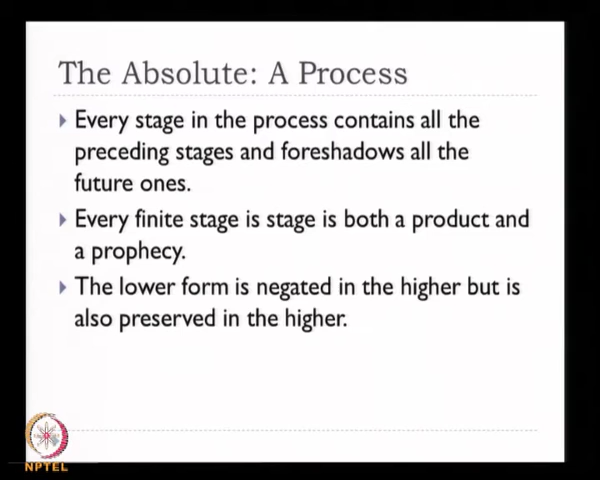 The Absolute: A Process
Every stage in the process contains all the
preceding stages and foreshadows all the
future ones.
Every finite stage is stage is both a product and
a prophecy.
The lower form is negated in the higher but is
also preserved in the higher.
NPTEL